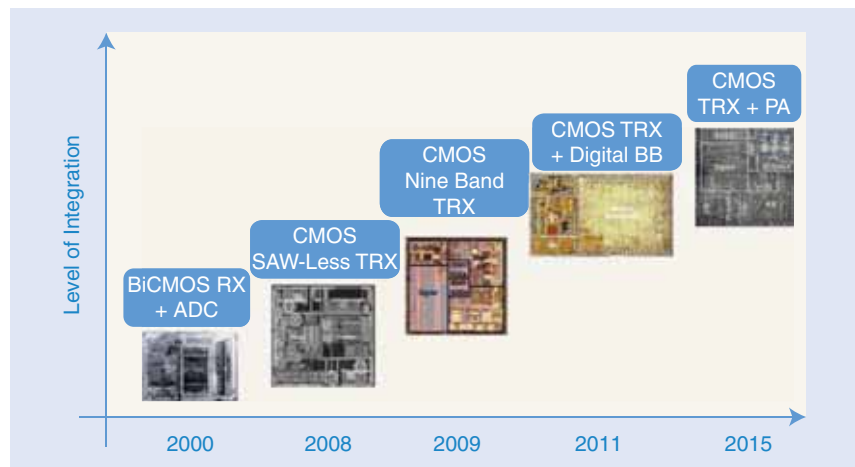 Level of Integration
BiCMOS RX
+ ADC
CMOS
SAW-Less TRX
CMOS
Nine Band
TRX
CMOS TRX
+ Digital BB
CMOS
TRX + PA
2000
2008
2009
2011
2015